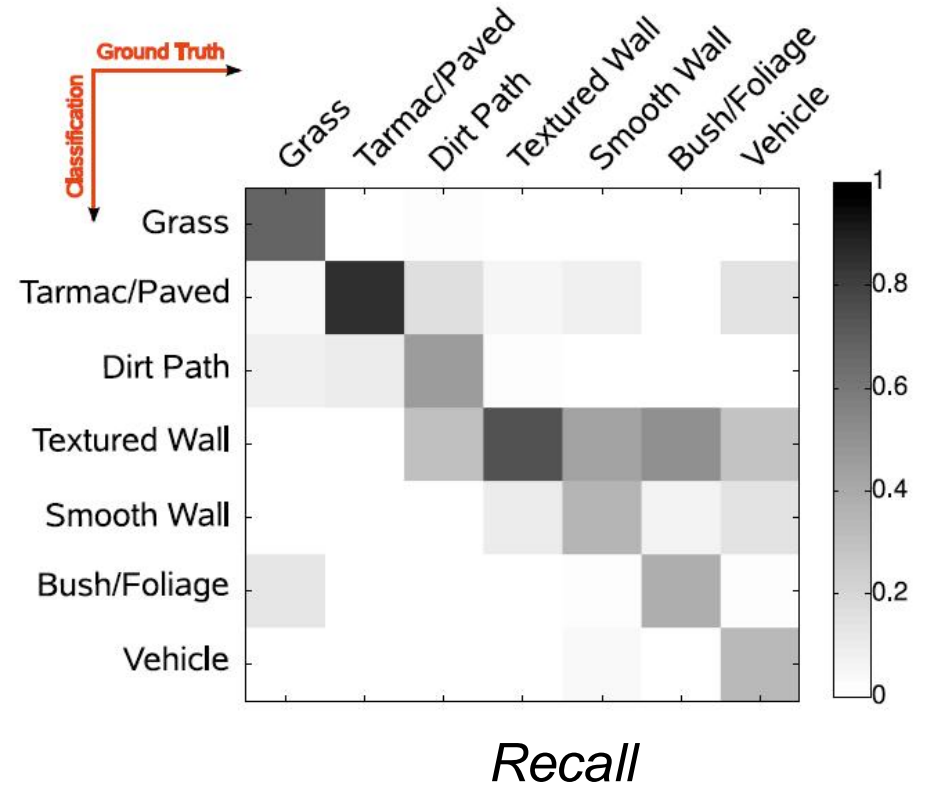 Ground Truth
Classification
Grass
Tarmac/Paved
Dirt Path
Textured Wall
Smooth Wall
Bush/Foliage
Vehicle
Grass
Tarmac/Paved
Dirt Path
Textured Wall
Smooth Wall
Bush/Foliage
Vehicle
1
0.8
0.6
0.4
0.2
0
Recall